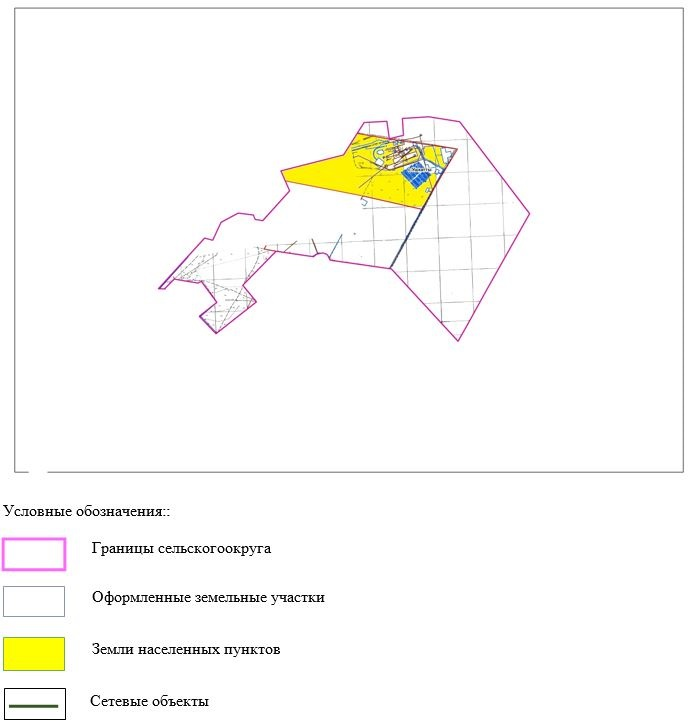 Условные обозначения::
Границы сельскогоокруга
Оформленные земельные участки
Земли населенных пунктов
Сетевые объекты